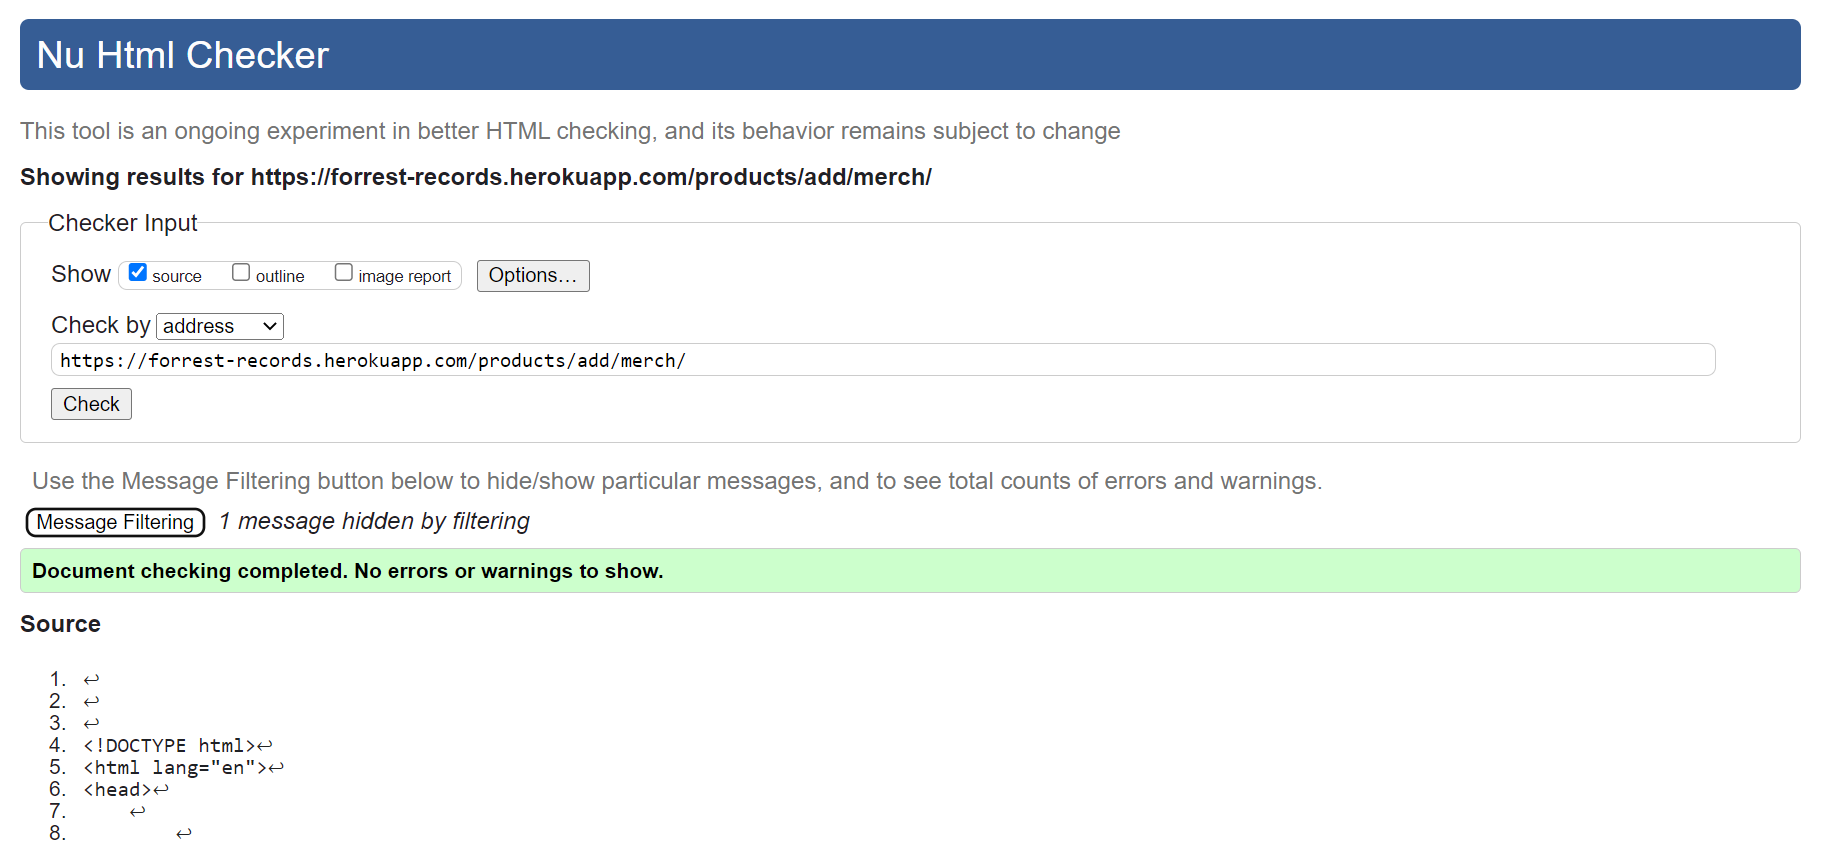 Nu Html Checker
This tool is an ongoing experiment in better HTML checking, and its behavior remains subject to change
Showing results for https://forrest-records.herokuapp.com/products/add/merch/
Checker Input
Show source outline image report Options...
Check by address
https://forrest-records.herokuapp.com/products/add/merch/
Check
Use the Message Filtering button below to hide/show particular messages, and to see total counts of errors and warnings.
Message Filtering 1 message hidden by filtering
Document checking completed. No errors or warnings to show.
Source
1. ↩
2. ↩
3. ↩
4. <!DOCTYPE html>↩
5. <html lang="en">↩
6. <head>↩
7. ↩
8. ↩